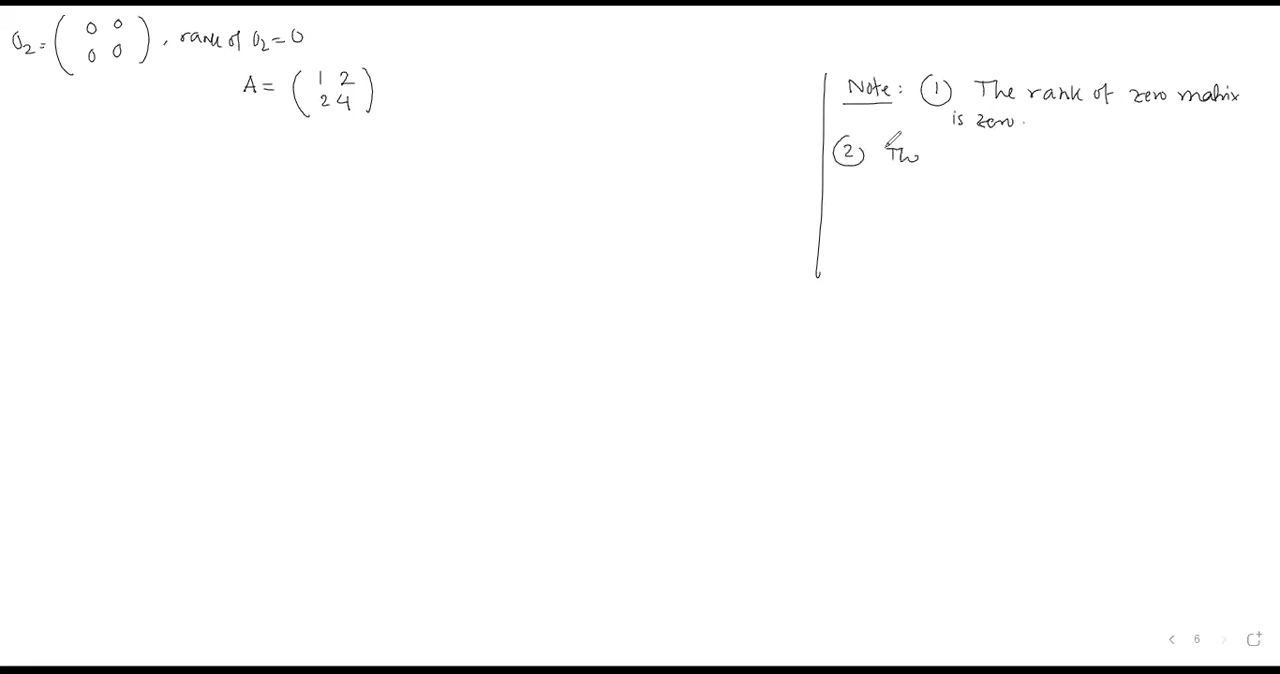 O₂ = ( 0 0 ; 0 0 ), rank of O₂ = 0
A = ( 1 2 ; 2 4 )
Note: ① The rank of zero matrix
is zero.
②
6